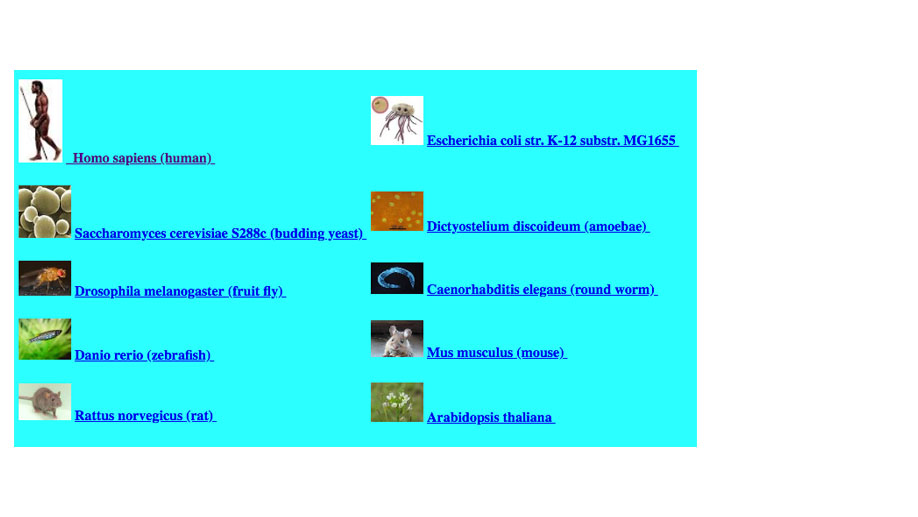 Homo sapiens (human)
Escherichia coli str. K-12 substr. MG1655
Saccharomyces cerevisiae S288c (budding yeast)
Dictyostelium discoideum (amoebae)
Drosophila melanogaster (fruit fly)
Caenorhabditis elegans (round worm)
Danio rerio (zebrafish)
Mus musculus (mouse)
Rattus norvegicus (rat)
Arabidopsis thaliana